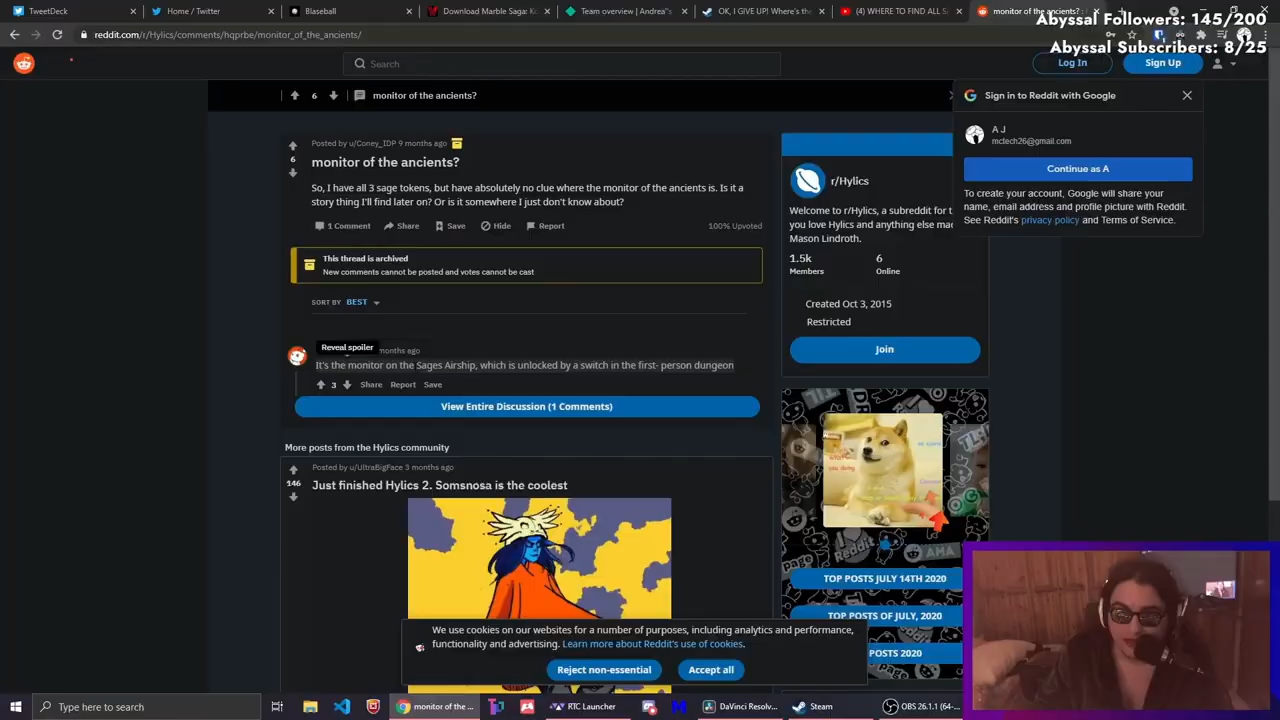 TweetDeck
Home / Twitter
Blaseball
Download Marble Saga: K
Team overview | Andrea"s
OK, I GIVE UP! Where's the
(4) WHERE TO FIND ALL S
monitor of the ancients?
Abyssal Followers: 145/200
reddit.com/r/Hylics/comments/hqprbe/monitor_of_the_ancients/
Abyssal Subscribers: 8/25
Search
Log In
Sign Up
6
monitor of the ancients?
Sign in to Reddit with Google
A J
mctech26@gmail.com
Continue as A
To create your account, Google will share your
name, email address and profile picture with Reddit.
See Reddit's privacy policy and Terms of Service.
Posted by u/Coney_IDP 9 months ago
6
monitor of the ancients?
So, I have all 3 sage tokens, but have absolutely no clue where the monitor of the ancients is. Is it a
story thing I'll find later on? Or is it somewhere I just don't know about?
1 Comment
Share
Save
Hide
Report
100% Upvoted
This thread is archived
New comments cannot be posted and votes cannot be cast
SORT BY BEST
Reveal spoiler
months ago
It's the monitor on the Sages Airship, which is unlocked by a switch in the first- person dungeon
3
Share
Report
Save
View Entire Discussion (1 Comments)
More posts from the Hylics community
Posted by u/UltraBigFace 3 months ago
146
Just finished Hylics 2. Somsnosa is the coolest
r/Hylics
Welcome to r/Hylics, a subreddit for t
you love Hylics and anything else mac
Mason Lindroth.
1.5k
6
Members
Online
Created Oct 3, 2015
Restricted
Join
TOP POSTS JULY 14TH 2020
TOP POSTS OF JULY, 2020
POSTS 2020
We use cookies on our websites for a number of purposes, including analytics and performance,
functionality and advertising. Learn more about Reddit's use of cookies.
Reject non-essential
Accept all
Type here to search
monitor of the ...
RTC Launcher
DaVinci Resolv...
Steam
OBS 26.1.1 (64-...